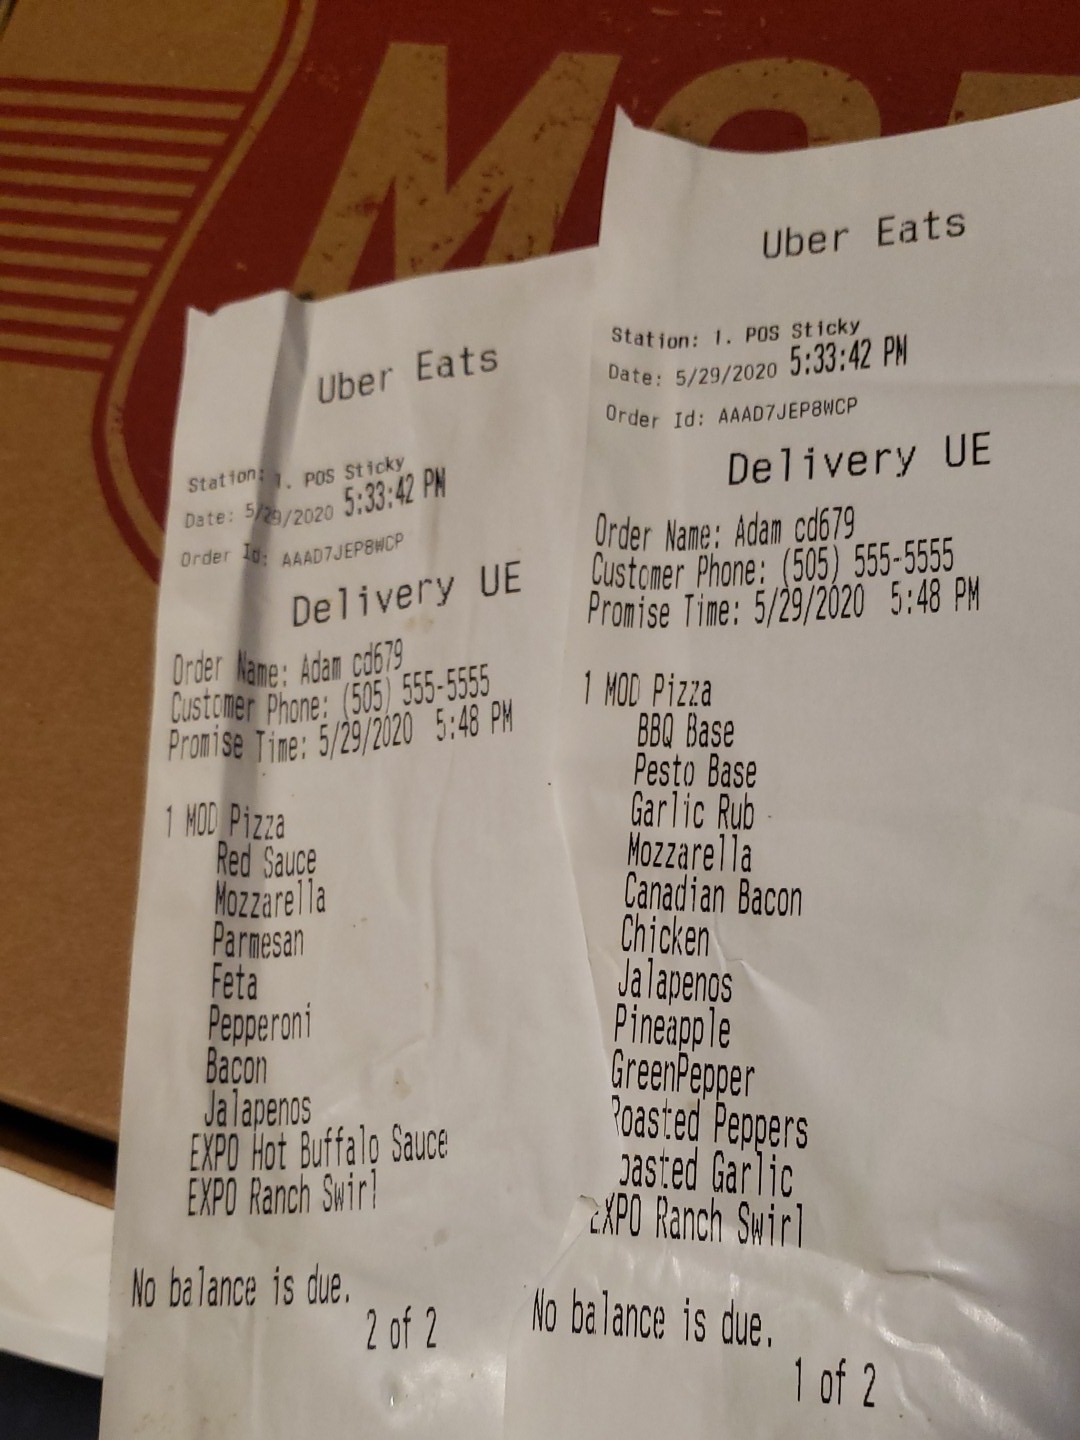 MO
Uber Eats
Station: 1. POS Sticky
Date: 5/29/2020 5:33:42 PM
Order Id: AAAD7JEP8WCP
Delivery UE
Order Name: Adam cd679
Customer Phone: (505) 555-5555
Promise Time: 5/29/2020 5:48 PM
1 MOD Pizza
Red Sauce
Mozzarella
Parmesan
Feta
Pepperoni
Bacon
Jalapenos
EXPO Hot Buffalo Sauce
EXPO Ranch Swirl
No balance is due.
2 of 2
Uber Eats
Station: 1. POS Sticky
Date: 5/29/2020 5:33:42 PM
Order Id: AAAD7JEP8WCP
Delivery UE
Order Name: Adam cd679
Customer Phone: (505) 555-5555
Promise Time: 5/29/2020 5:48 PM
1 MOD Pizza
BBQ Base
Pesto Base
Garlic Rub
Mozzarella
Canadian Bacon
Chicken
Jalapenos
Pineapple
GreenPepper
Roasted Peppers
oasted Garlic
EXPO Ranch Swirl
No balance is due.
1 of 2